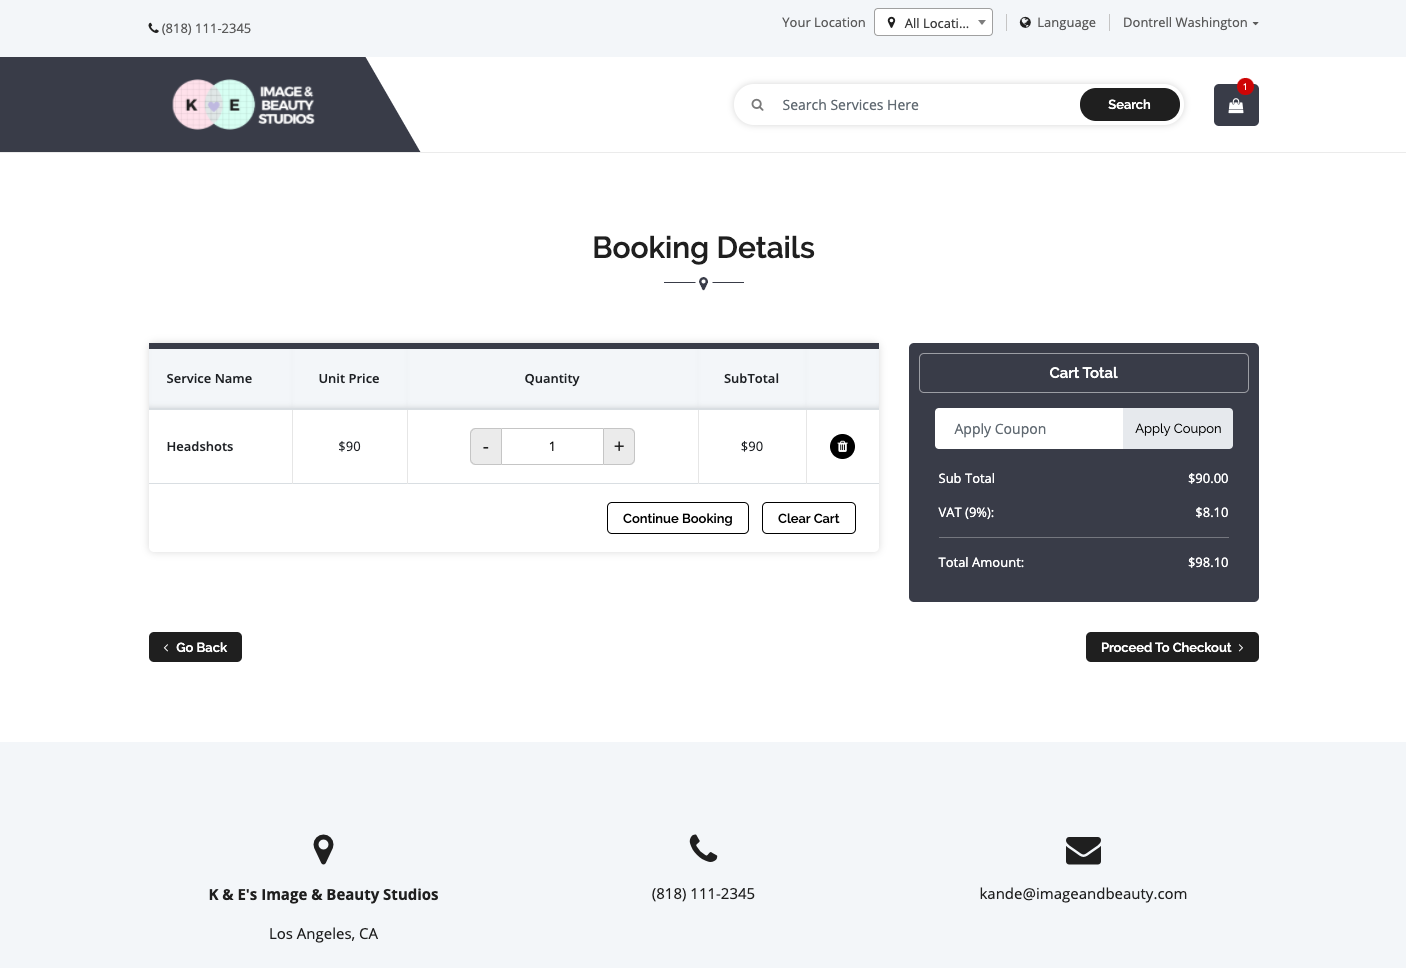 (818) 111-2345
Your Location
All Locati...
Language
Dontrell Washington
K E
IMAGE &
BEAUTY
STUDIOS
Search Services Here
Search
1
Booking Details
Service Name
Unit Price
Quantity
SubTotal
Headshots
$90
-
1
+
$90
Continue Booking
Clear Cart
Cart Total
Apply Coupon
Apply Coupon
Sub Total
$90.00
VAT (9%):
$8.10
Total Amount:
$98.10
Go Back
Proceed To Checkout
K & E's Image & Beauty Studios
Los Angeles, CA
(818) 111-2345
kande@imageandbeauty.com